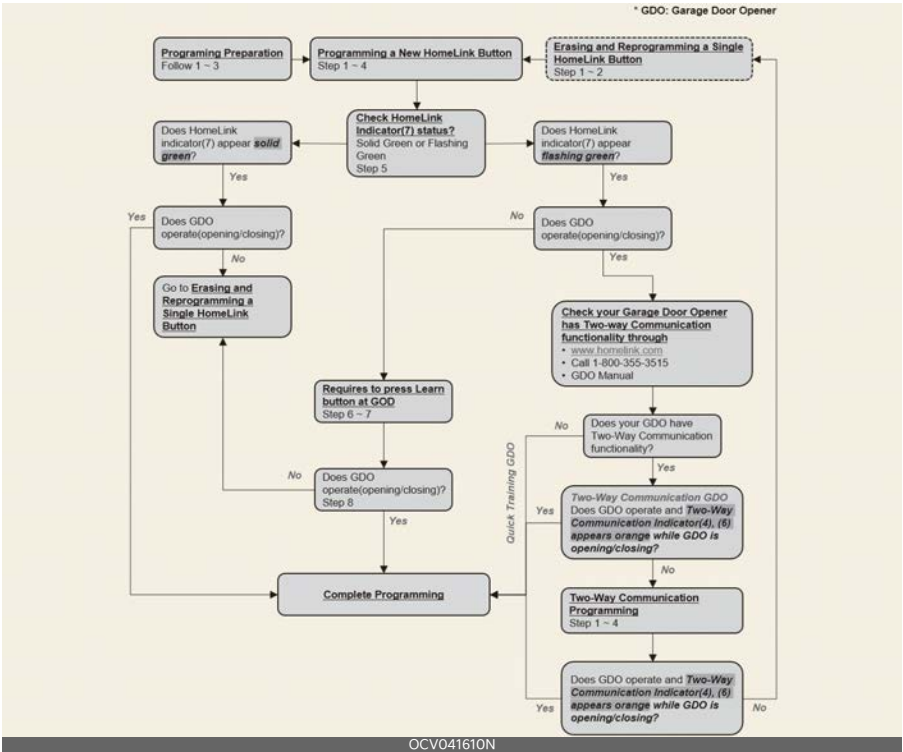 * GDO: Garage Door Opener
Programing Preparation
Follow 1 ~ 3
Programming a New HomeLink Button
Step 1 ~ 4
Erasing and Reprogramming a Single
HomeLink Button
Step 1 ~ 2
Check HomeLink
Indicator(7) status?
Solid Green or Flashing
Green
Step 5
Does HomeLink
indicator(7) appear solid
green?
Does HomeLink
indicator(7) appear
flashing green?
Yes
Yes
Yes
Does GDO
operate(opening/closing)?
No
Does GDO
operate(opening/closing)?
No
Yes
Go to Erasing and
Reprogramming a
Single HomeLink
Button
Check your Garage Door Opener
has Two-way Communication
functionality through
• www.homelink.com
• Call 1-800-355-3515
• GDO Manual
Requires to press Learn
button at GOD
Step 6 ~ 7
No
Does your GDO have
Two-Way Communication
functionality?
Yes
No
Does GDO
operate(opening/closing)?
Step 8
Yes
Quick Training GDO
Yes
Two-Way Communication GDO
Does GDO operate and Two-Way
Communication Indicator(4), (6)
appears orange while GDO is
opening/closing?
No
Complete Programming
Two-Way Communication
Programming
Step 1 ~ 4
Does GDO operate and Two-Way
Communication Indicator(4), (6)
appears orange while GDO is
opening/closing?
Yes
No
OCV041610N